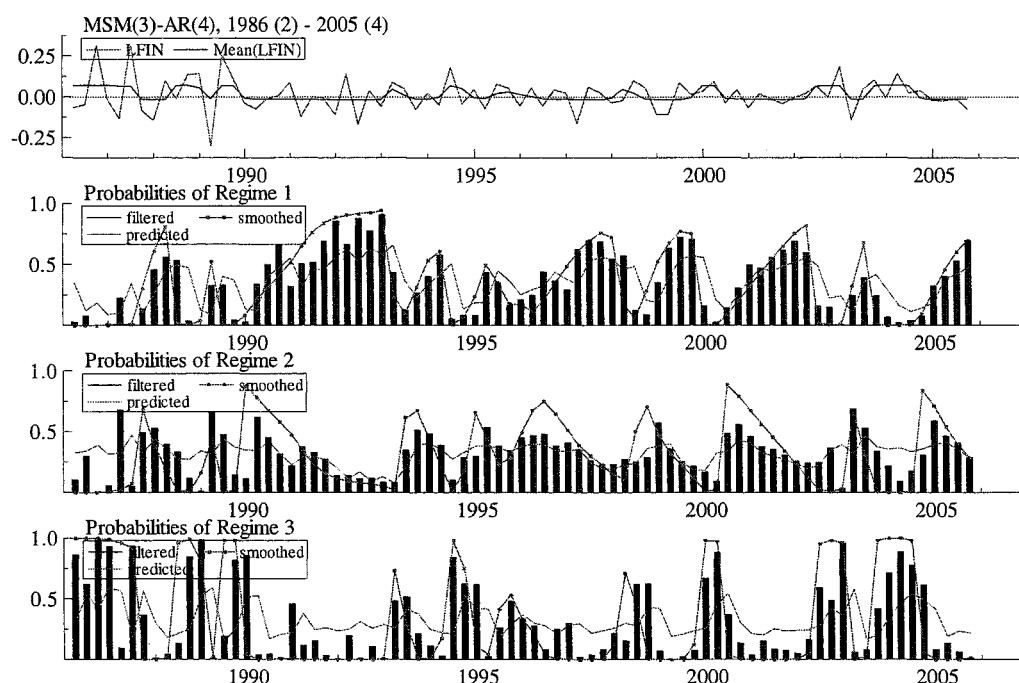 MSM(3)-AR(4), 1986 (2) - 2005 (4)
LFIN Mean(LFIN)
0.25
0.00
-0.25
1990 1995 2000 2005
Probabilities of Regime 1
1.0
filtered smoothed
predicted
0.5
1990 1995 2000 2005
Probabilities of Regime 2
1.0
filtered smoothed
predicted
0.5
1990 1995 2000 2005
Probabilities of Regime 3
1.0
filtered smoothed
predicted
0.5
1990 1995 2000 2005